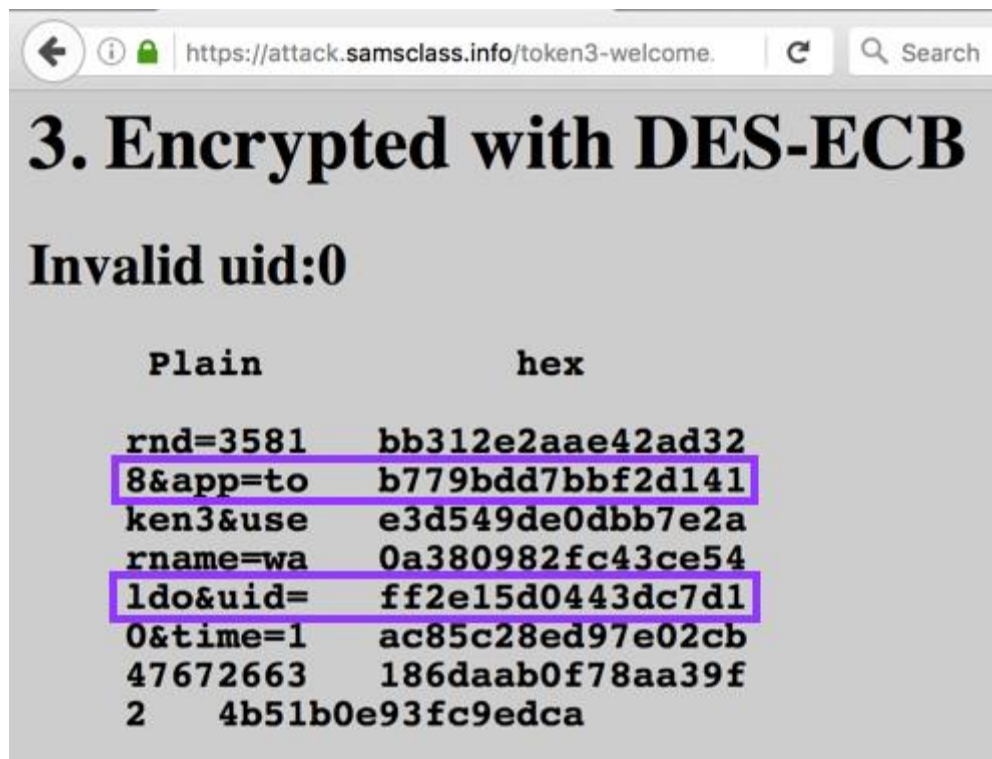 https://attack.samsclass.info/token3-welcome. Search
3. Encrypted with DES-ECB
Invalid uid:0
Plain hex
rnd=3581 bb312e2aae42ad32
8&app=to b779bdd7bbf2d141
ken3&use e3d549de0dbb7e2a
rname=wa 0a380982fc43ce54
ldo&uid= ff2e15d0443dc7d1
0&time=1 ac85c28ed97e02cb
47672663 186daab0f78aa39f
2 4b51b0e93fc9edca